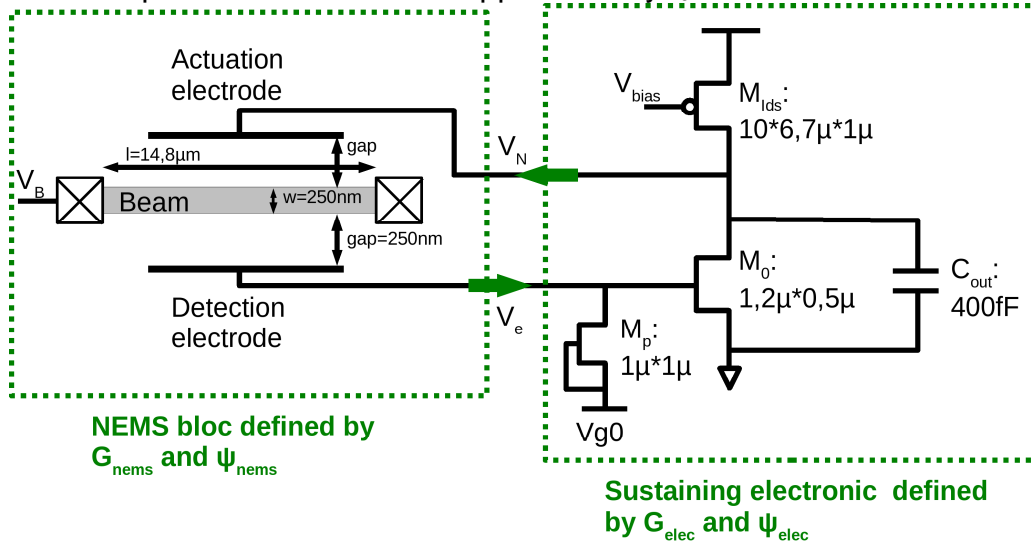 Actuation
electrode
l=14,8µm
gap
V_B
Beam
w=250nm
gap=250nm
Detection
electrode
V_N
V_e
V_bias
M_Ids:
10*6,7µ*1µ
M_0:
1,2µ*0,5µ
C_out:
400fF
M_p:
1µ*1µ
Vg0
NEMS bloc defined by
G_nems and ψ_nems
Sustaining electronic defined
by G_elec and ψ_elec